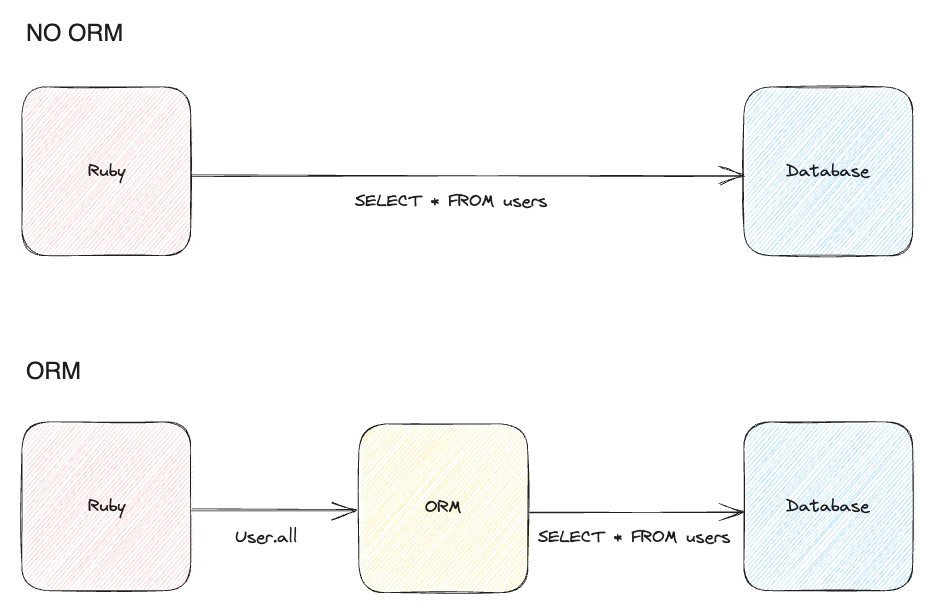 NO ORM
Ruby
Database
SELECT * FROM users
ORM
Ruby
ORM
Database
User.all
SELECT * FROM users